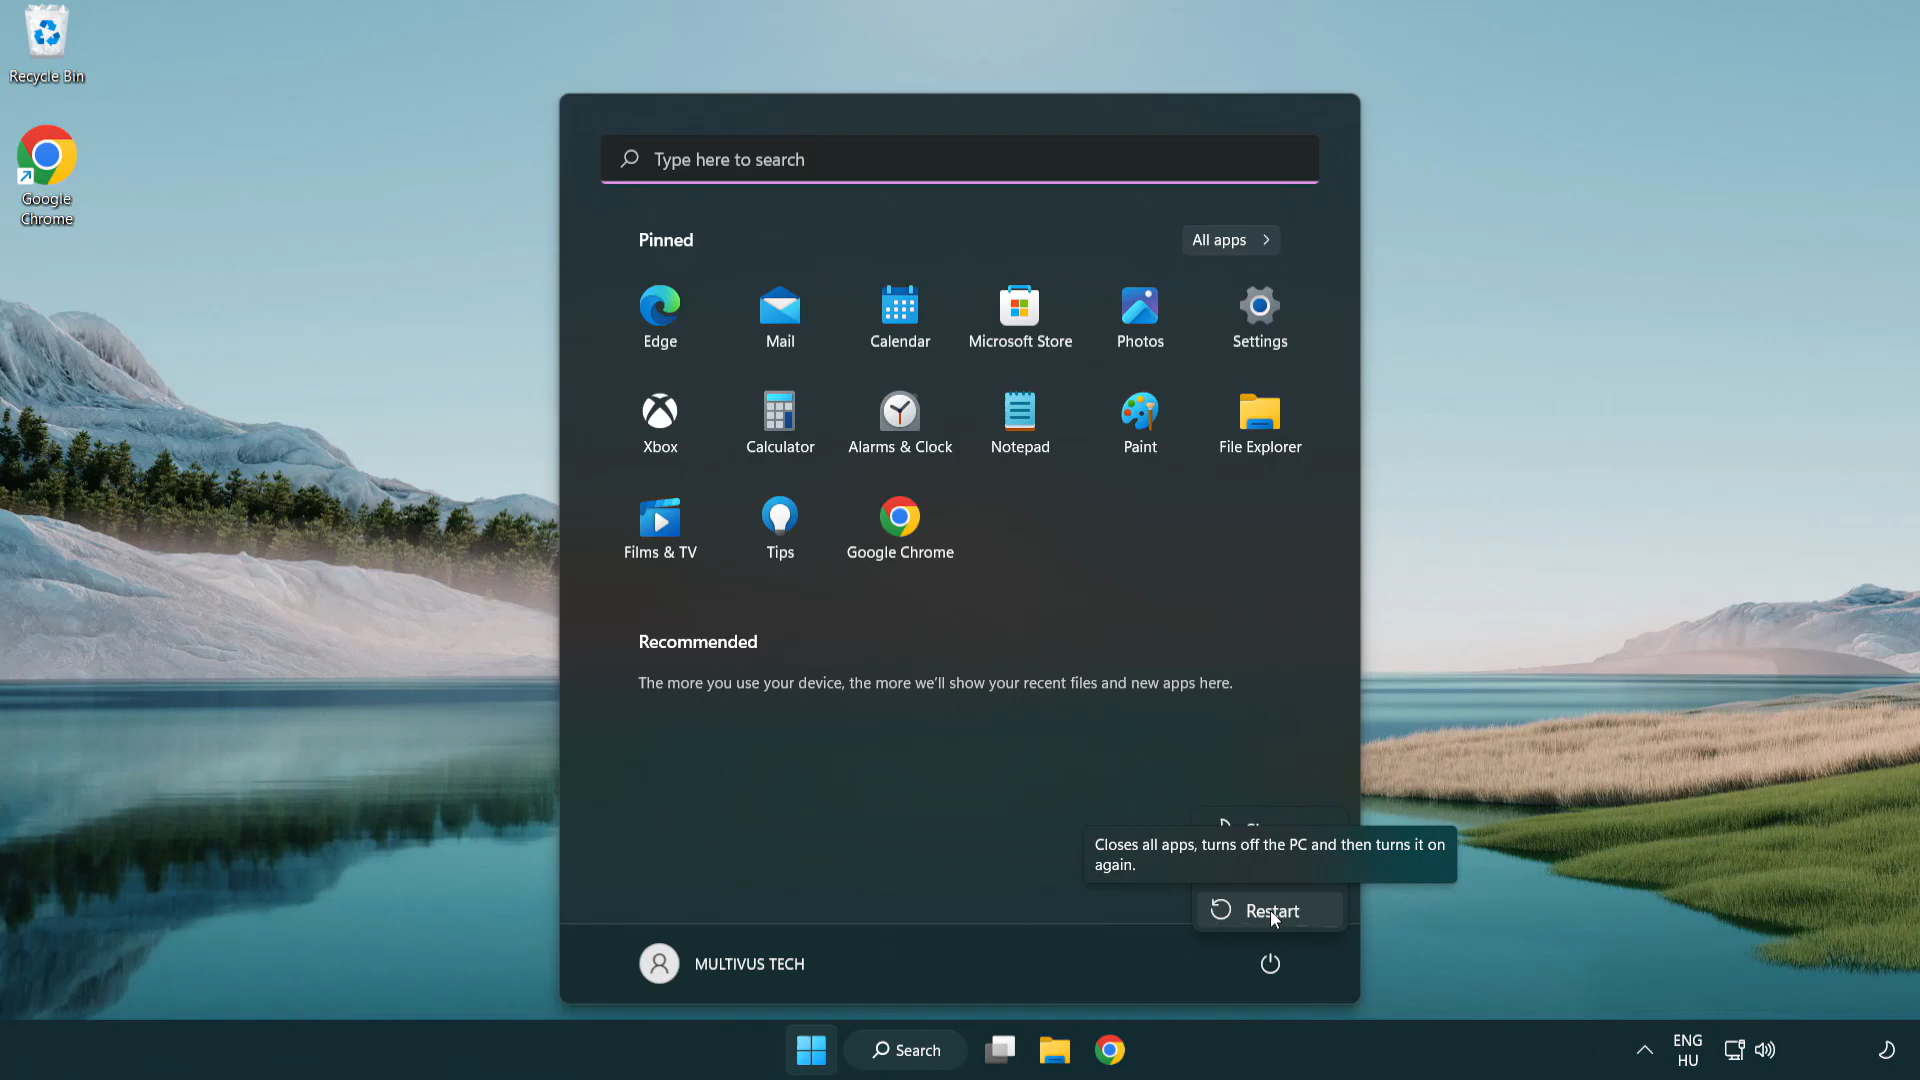 Recycle Bin
Google
Chrome
Type here to search
Pinned
All apps
Edge
Mail
Calendar
Microsoft Store
Photos
Settings
Xbox
Calculator
Alarms & Clock
Notepad
Paint
File Explorer
Films & TV
Tips
Google Chrome
Recommended
The more you use your device, the more we'll show your recent files and new apps here.
Closes all apps, turns off the PC and then turns it on
again.
Restart
MULTIVUS TECH
Search
ENG
HU